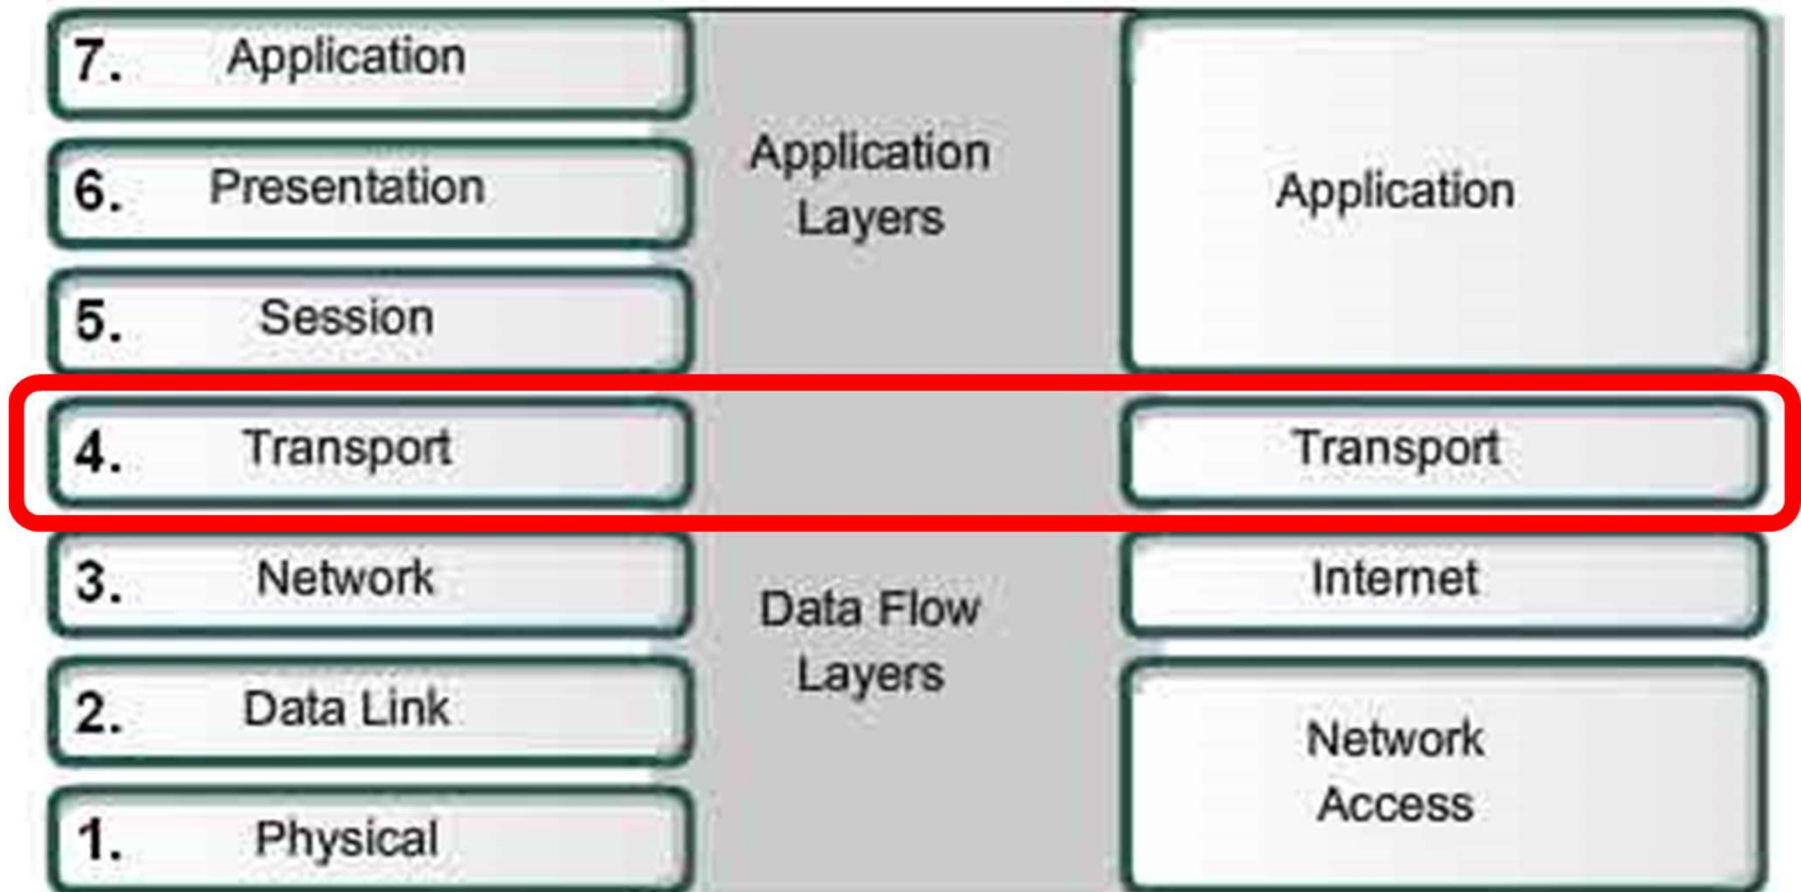 7. Application
6. Presentation
5. Session
4. Transport
3. Network
2. Data Link
1. Physical
Application
Layers
Data Flow
Layers
Application
Transport
Internet
Network
Access